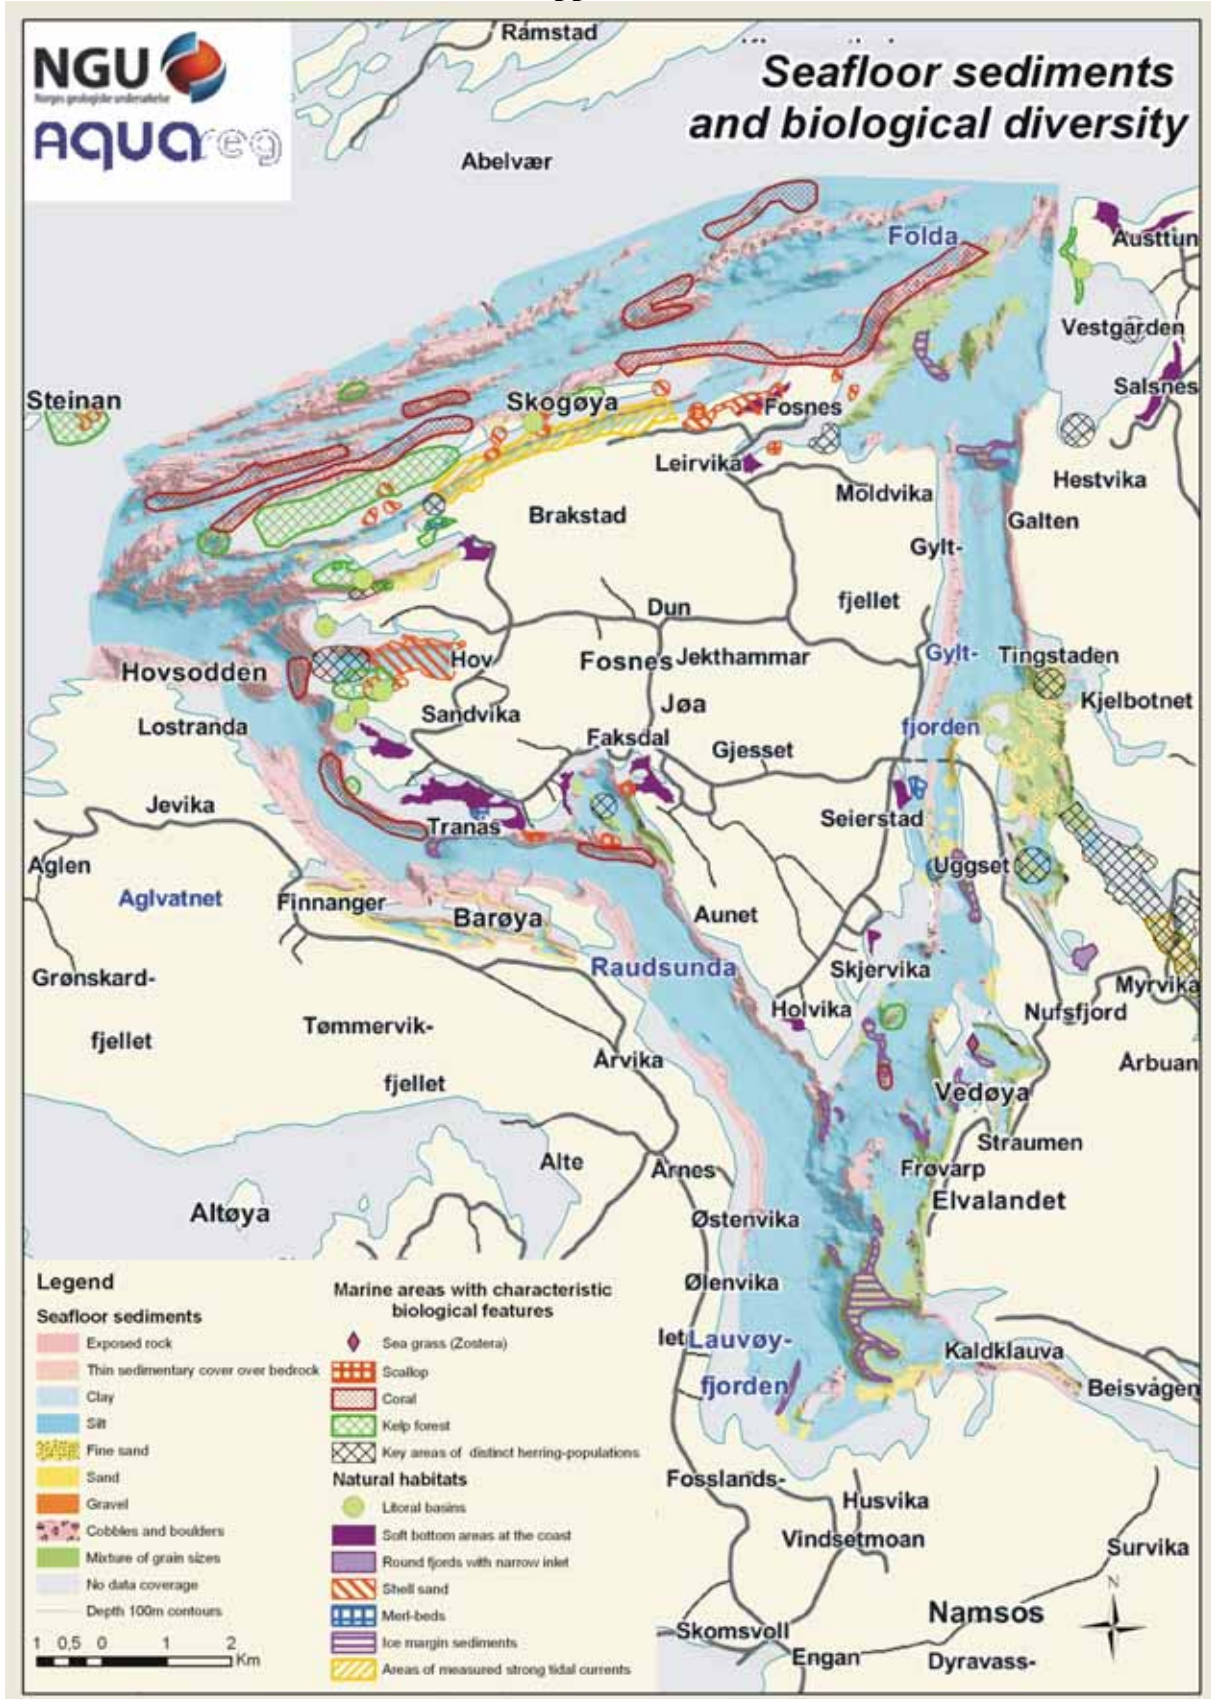 NGU
Norges geologiske undersøkelse
AQUAreg
Seafloor sediments
and biological diversity
Ramstad
Abelvær
Folda
Austtun
Vestgården
Salsnes
Steinan
Skogøya
Fosnes
Leirvika
Moldvika
Hestvika
Brakstad
Galten
Gylt-
fjellet
Dun
Gylt-
Tingstaden
Hovsodden
Hov
Fosnes
Jekthammar
Kjelbotnet
Lostranda
Sandvika
Jøa
fjorden
Faksdal
Gjesset
Jevika
Tranas
Seierstad
Aglen
Uggset
Aglvatnet
Finnanger
Barøya
Aunet
Grønskard-
Raudsunda
Skjervika
Myrvika
Holvika
Nufsfjord
fjellet
Tømmervik-
Årvika
Arbuan
fjellet
Vedøya
Straumen
Alte
Arnes
Frøvarp
Elvalandet
Altøya
Østenvika
Ølenvika
let
Lauvøy-
Kaldklauva
fjorden
Beisvågen
Fosslands-
Husvika
Vindsetmoan
Survika
Namsos
N
Skomsvoll
Engan
Dyravass-
Legend
Seafloor sediments
Exposed rock
Thin sedimentary cover over bedrock
Clay
Silt
Fine sand
Sand
Gravel
Cobbles and boulders
Mixture of grain sizes
No data coverage
Depth 100m contours
1 0,5 0 1 2
Km
Marine areas with characteristic
biological features
Sea grass (Zostera)
Scallop
Coral
Kelp forest
Key areas of distinct herring-populations
Natural habitats
Litoral basins
Soft bottom areas at the coast
Round fjords with narrow inlet
Shell sand
Merl-beds
Ice margin sediments
Areas of measured strong tidal currents